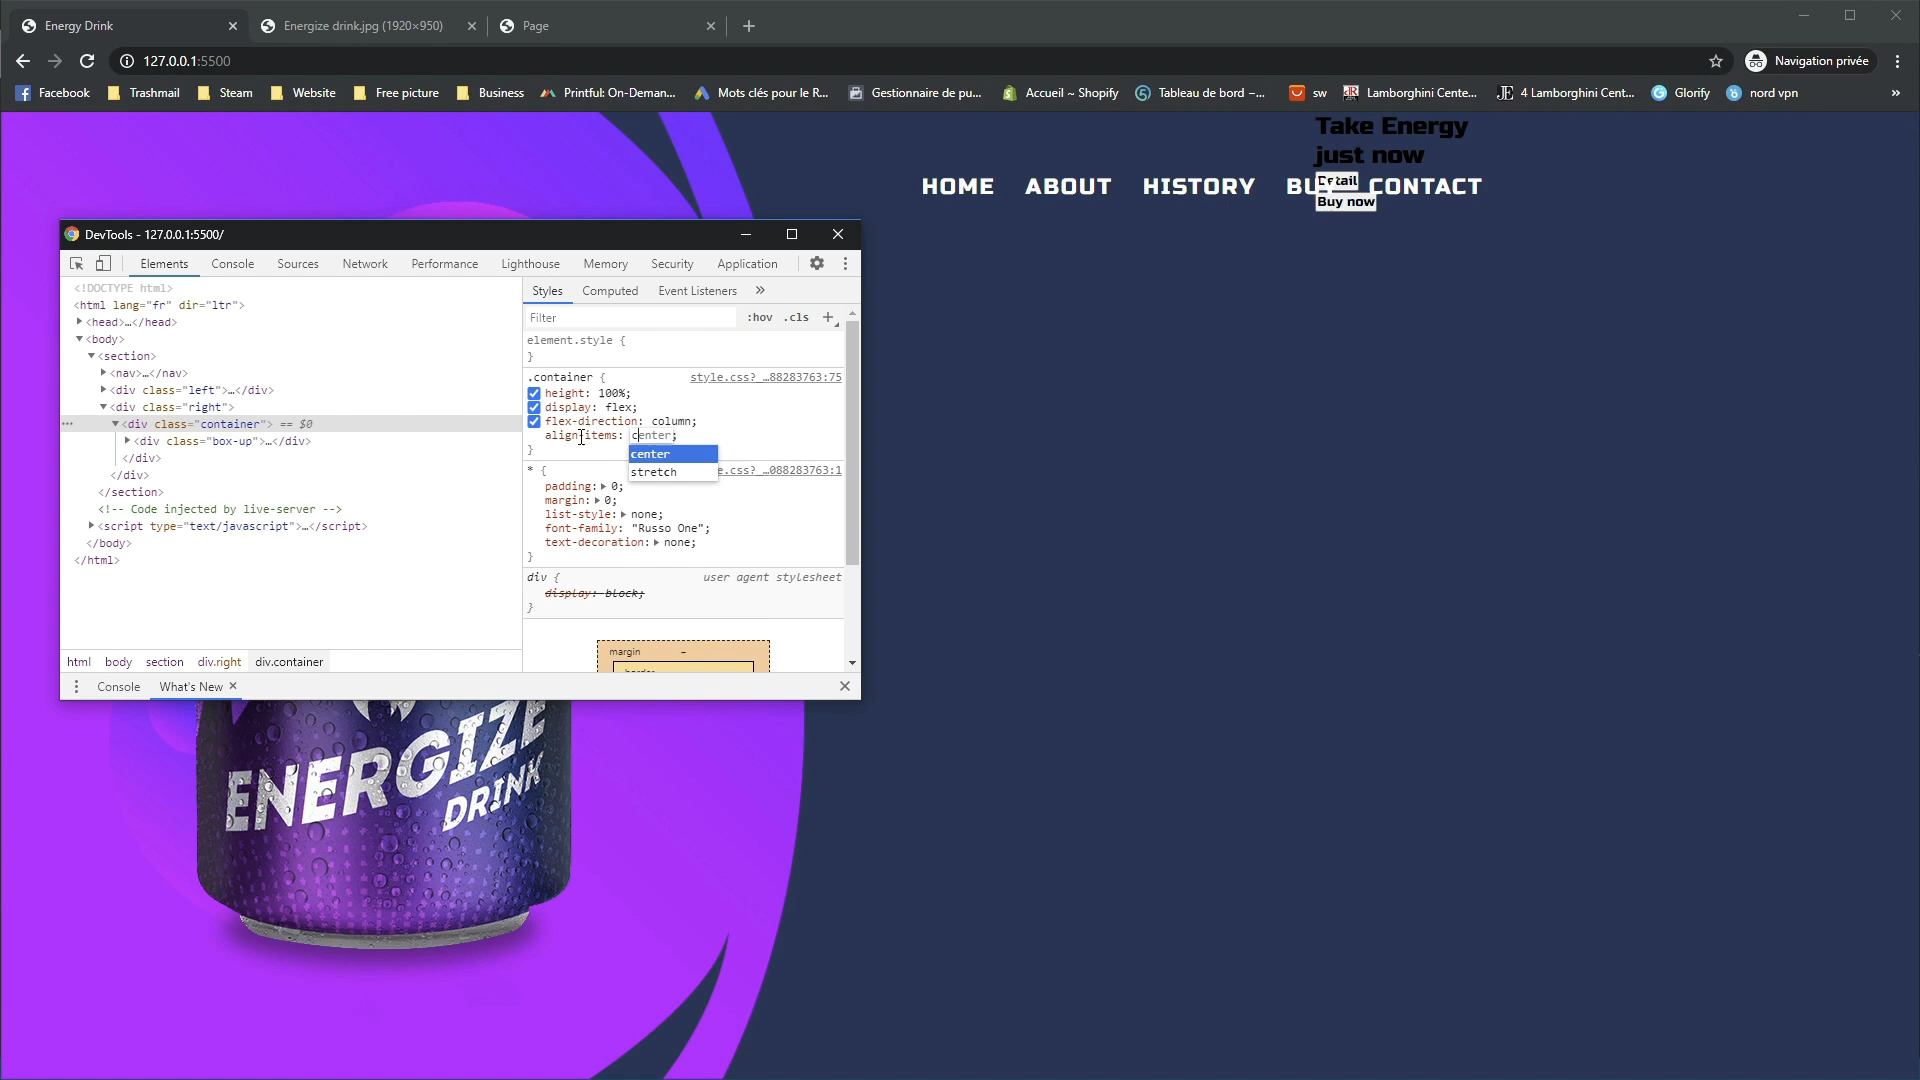 Energy Drink
Energize drink.jpg (1920×950)
Page
127.0.0.1:5500
Navigation privée
Facebook
Trashmail
Steam
Website
Free picture
Business
Printful: On-Deman...
Mots clés pour le R...
Gestionnaire de pu...
Accueil ~ Shopify
Tableau de bord –...
sw
Lamborghini Cente...
4 Lamborghini Cent...
Glorify
nord vpn
»
Take Energy
just now
HOME ABOUT HISTORY BUY CONTACT
Detail
Buy now
DevTools - 127.0.0.1:5500/
Elements Console Sources Network Performance Lighthouse Memory Security Application
<!DOCTYPE html>
<html lang="fr" dir="ltr">
<head>…</head>
<body>
<section>
<nav>…</nav>
<div class="left">…</div>
<div class="right">
<div class="container"> == $0
<div class="box-up">…</div>
</div>
</div>
</section>
<!-- Code injected by live-server -->
<script type="text/javascript">…</script>
</body>
</html>
html body section div.right div.container
Styles Computed Event Listeners »
Filter :hov .cls +
element.style {
}
.container { style.css?_…88283763:75
height: 100%;
display: flex;
flex-direction: column;
align-items: center;
center
stretch
}
* { e.css?_…088283763:1
padding: 0;
margin: 0;
list-style: none;
font-family: "Russo One";
text-decoration: none;
}
div { user agent stylesheet
display: block;
}
margin –
Console What's New
ENERGIZE
DRINK